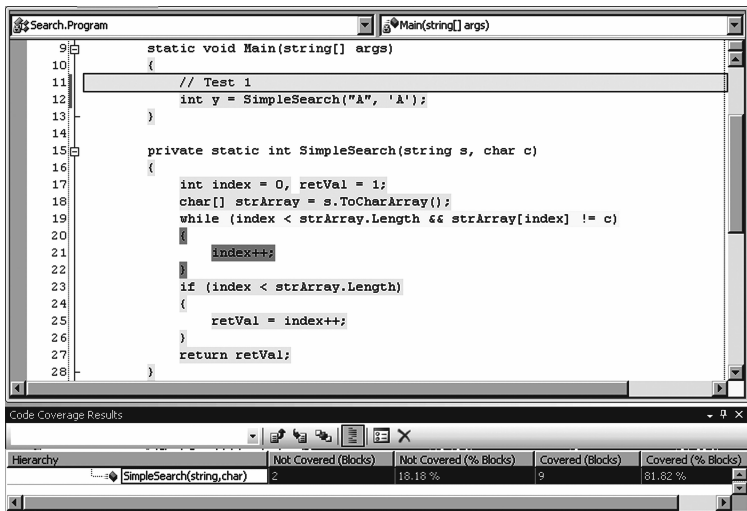 Search.Program
Main(string[] args)
9 static void Main(string[] args)
10 {
11 // Test 1
12 int y = SimpleSearch("A", 'A');
13 }
14
15 private static int SimpleSearch(string s, char c)
16 {
17 int index = 0, retVal = 1;
18 char[] strArray = s.ToCharArray();
19 while (index < strArray.Length && strArray[index] != c)
20 {
21 index++;
22 }
23 if (index < strArray.Length)
24 {
25 retVal = index++;
26 }
27 return retVal;
28 }
Code Coverage Results
Hierarchy Not Covered (Blocks) Not Covered (% Blocks) Covered (Blocks) Covered (% Blocks)
SimpleSearch(string,char) 2 18.18 % 9 81.82 %